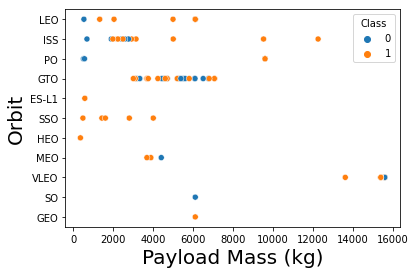 Class
0
1
LEO
ISS
PO
GTO
ES-L1
SSO
HEO
MEO
VLEO
SO
GEO
Orbit
0 2000 4000 6000 8000 10000 12000 14000 16000
Payload Mass (kg)